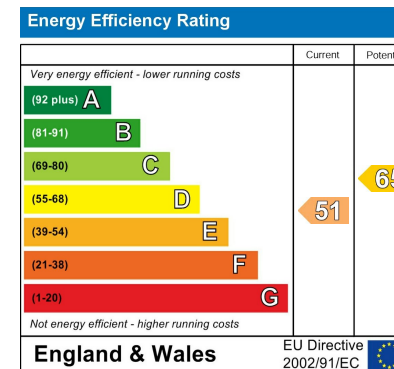 Energy Efficiency Rating
Current
Very energy efficient - lower running costs
(92 plus) A
(81-91) B
(69-80) C
(55-68) D
51
(39-54) E
(21-38) F
(1-20) G
Not energy efficient - higher running costs
England & Wales
EU Directive
2002/91/EC